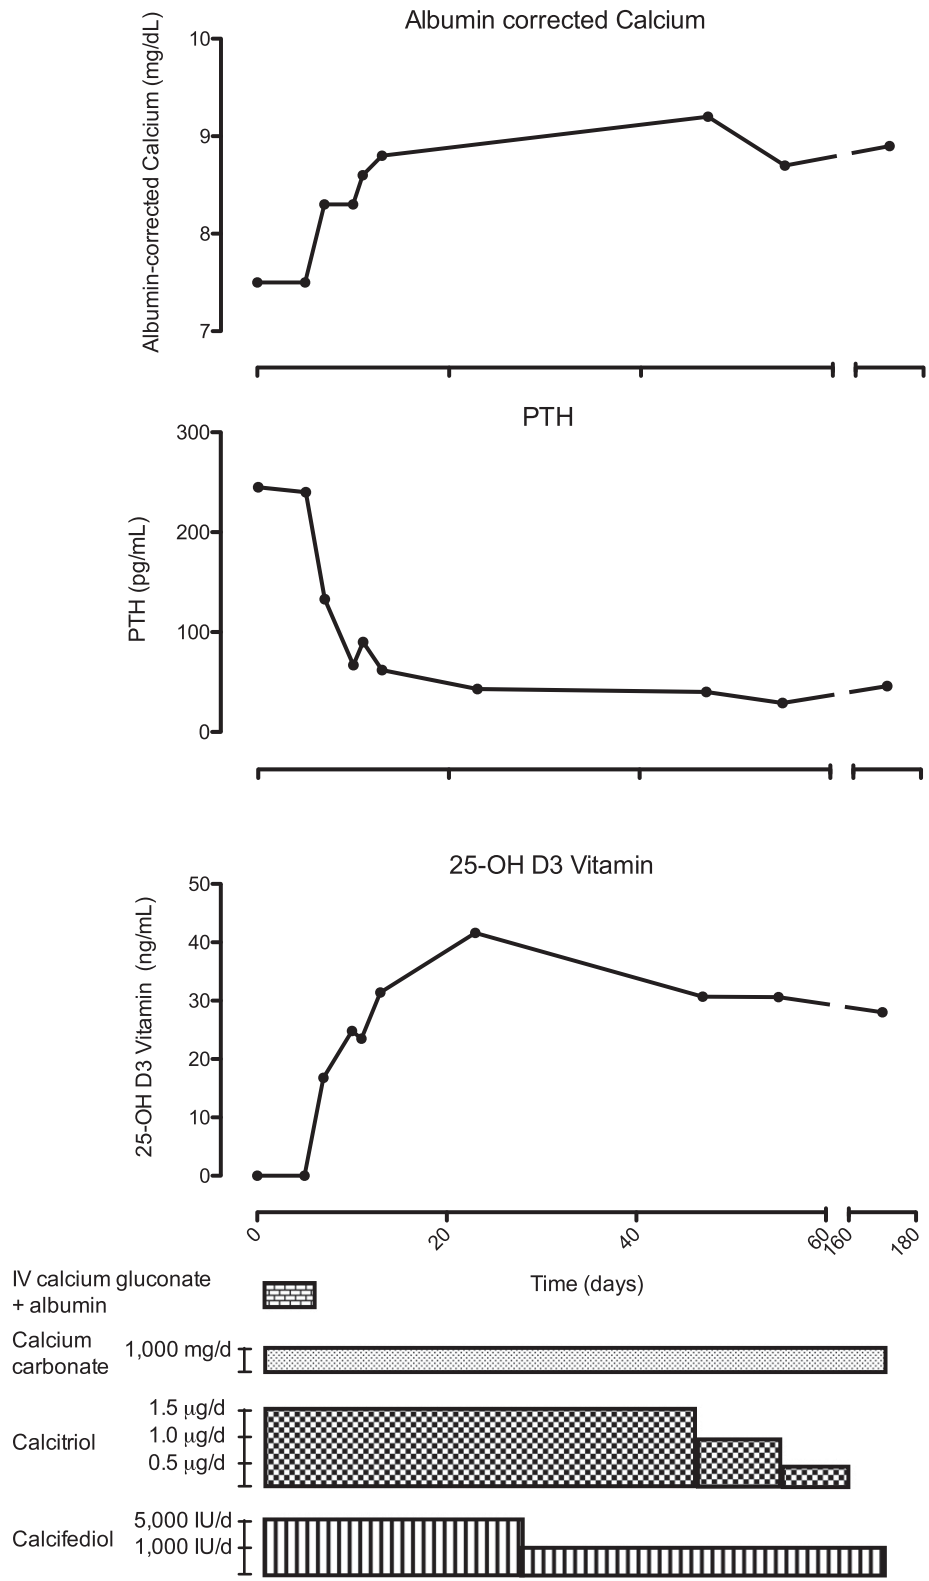 Albumin corrected Calcium
Albumin-corrected Calcium (mg/dL)
10
9
8
7
PTH
PTH (pg/mL)
300
200
100
0
25-OH D3 Vitamin
25-OH D3 Vitamin (ng/mL)
50
40
30
20
10
0
0 20 40 60 160 180
Time (days)
IV calcium gluconate
+ albumin
Calcium
carbonate
1,000 mg/d
Calcitriol
1.5 µg/d
1.0 µg/d
0.5 µg/d
Calcifediol
5,000 IU/d
1,000 IU/d